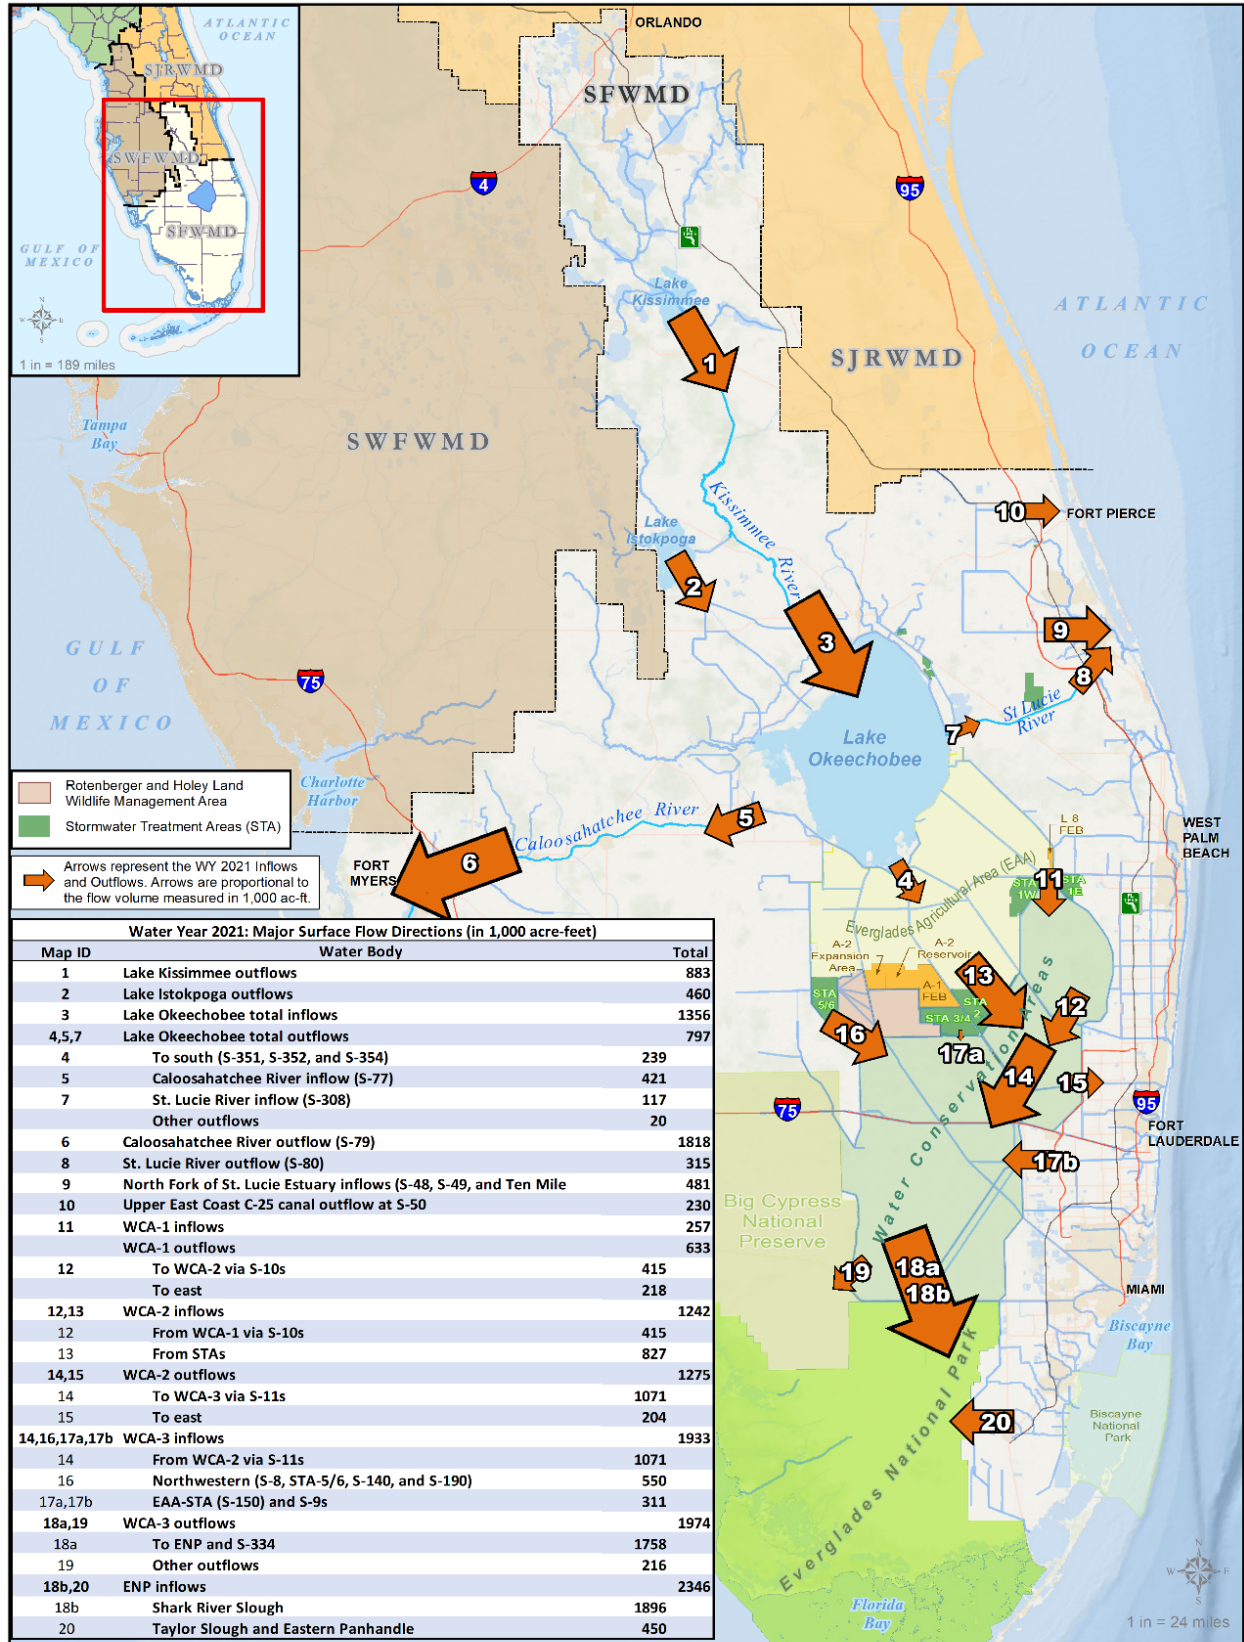 ATLANTIC
OCEAN
SJRWMD
SWFWMD
SFWMD
GULF OF
MEXICO
N
W E
S
1 in = 189 miles
ORLANDO
SFWMD
4
95
Lake
Kissimmee
ATLANTIC
OCEAN
1
SJRWMD
Tampa
Bay
SWFWMD
Kissimmee River
10
FORT PIERCE
Lake
Istokpoga
2
3
9
8
GULF
OF
MEXICO
75
St Lucie
River
7
Lake
Okeechobee
Charlotte
Harbor
Rotenberger and Holey Land
Wildlife Management Area
Stormwater Treatment Areas (STA)
Arrows represent the WY 2021 Inflows
and Outflows. Arrows are proportional to
the flow volume measured in 1,000 ac-ft.
5
Caloosahatchee River
6
FORT
MYERS
L 8
FEB
WEST
PALM
BEACH
4
Everglades Agricultural Area (EAA)
STA
1W
11
STA
1E
A-2
Expansion
Area
A-2
Reservoir
A-1
FEB
STA
5/6
STA
2
STA 3/4
13
12
16
17a
14
15
Water Conservation Areas
75
95
FORT
LAUDERDALE
17b
Big Cypress
National
Preserve
19
18a
18b
MIAMI
Biscayne
Bay
Everglades National Park
20
Biscayne
National
Park
Florida
Bay
N
W E
S
1 in = 24 miles
Water Year 2021: Major Surface Flow Directions (in 1,000 acre-feet)
Map ID Water Body Total
1 Lake Kissimmee outflows 883
2 Lake Istokpoga outflows 460
3 Lake Okeechobee total inflows 1356
4,5,7 Lake Okeechobee total outflows 797
4 To south (S-351, S-352, and S-354) 239
5 Caloosahatchee River inflow (S-77) 421
7 St. Lucie River inflow (S-308) 117
Other outflows 20
6 Caloosahatchee River outflow (S-79) 1818
8 St. Lucie River outflow (S-80) 315
9 North Fork of St. Lucie Estuary inflows (S-48, S-49, and Ten Mile 481
10 Upper East Coast C-25 canal outflow at S-50 230
11 WCA-1 inflows 257
WCA-1 outflows 633
12 To WCA-2 via S-10s 415
To east 218
12,13 WCA-2 inflows 1242
12 From WCA-1 via S-10s 415
13 From STAs 827
14,15 WCA-2 outflows 1275
14 To WCA-3 via S-11s 1071
15 To east 204
14,16,17a,17b WCA-3 inflows 1933
14 From WCA-2 via S-11s 1071
16 Northwestern (S-8, STA-5/6, S-140, and S-190) 550
17a,17b EAA-STA (S-150) and S-9s 311
18a,19 WCA-3 outflows 1974
18a To ENP and S-334 1758
19 Other outflows 216
18b,20 ENP inflows 2346
18b Shark River Slough 1896
20 Taylor Slough and Eastern Panhandle 450